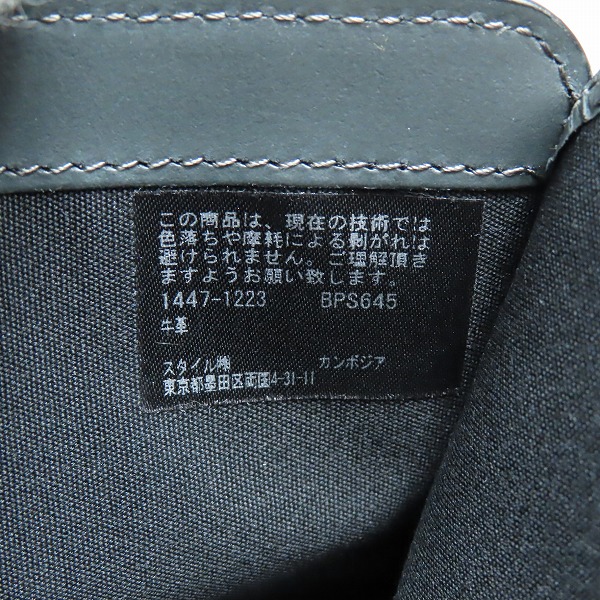 この商品は、現在の技術では
色落ちや摩耗による剥がれは
避けられません。ご理解頂き
ますようお願い致します。
1447-1223 BPS645
牛革
スタイル㈱ カンボジア
東京都墨田区両国4-31-11